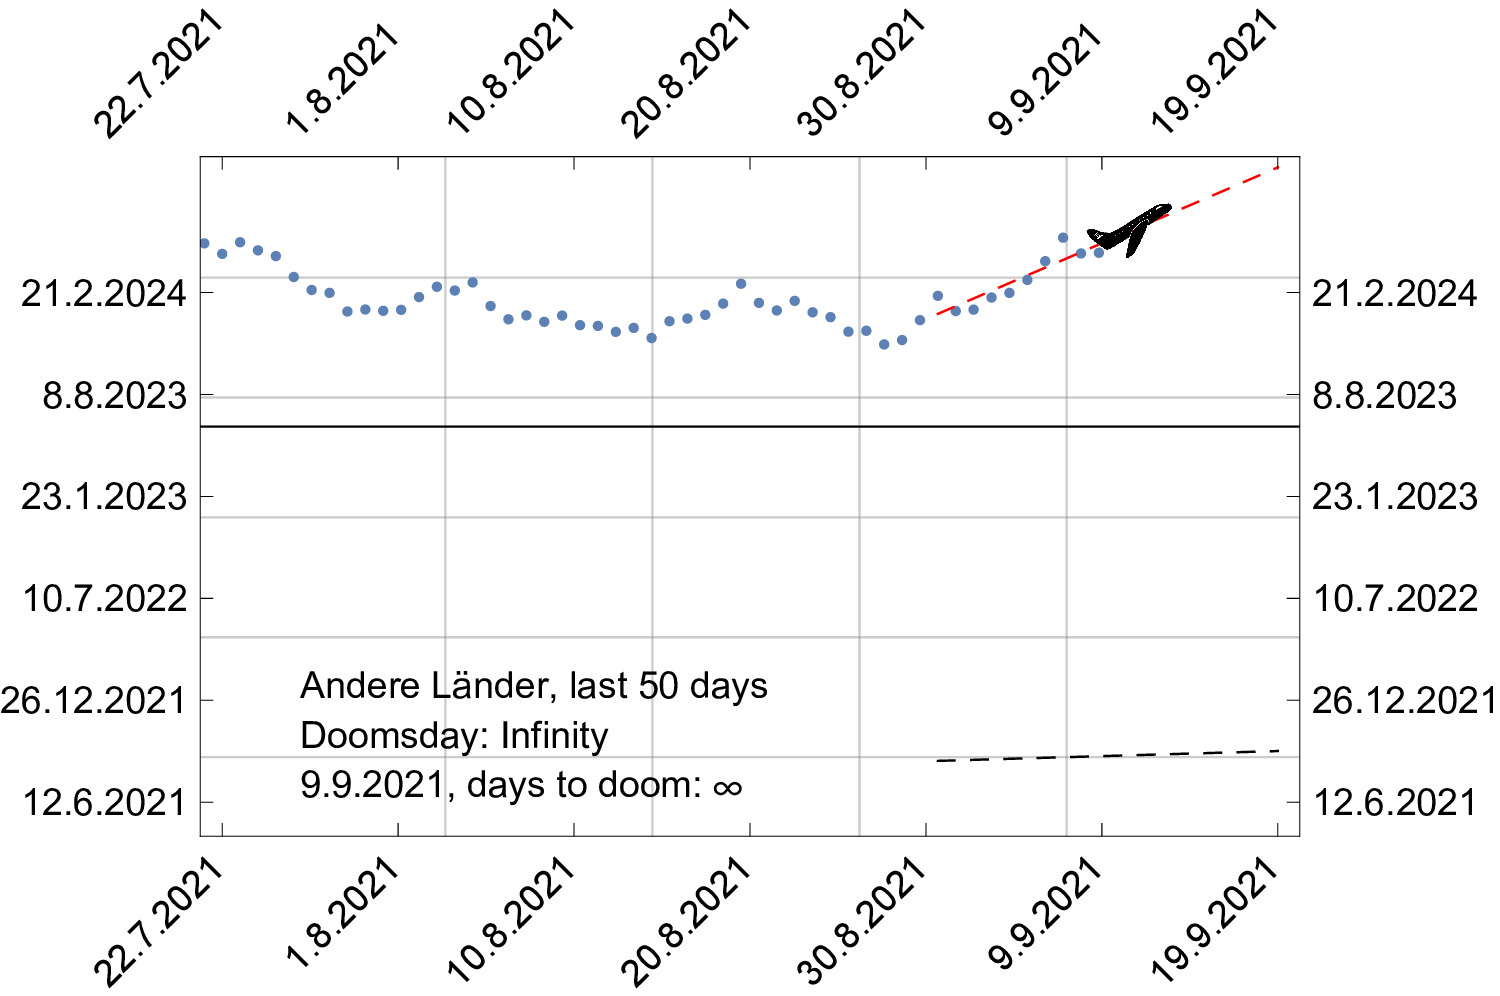 22.7.2021 1.8.2021 10.8.2021 20.8.2021 30.8.2021 9.9.2021 19.9.2021
21.2.2024 21.2.2024
8.8.2023 8.8.2023
23.1.2023 23.1.2023
10.7.2022 10.7.2022
26.12.2021 26.12.2021
12.6.2021 12.6.2021
Andere Länder, last 50 days
Doomsday: Infinity
9.9.2021, days to doom: ∞
22.7.2021 1.8.2021 10.8.2021 20.8.2021 30.8.2021 9.9.2021 19.9.2021